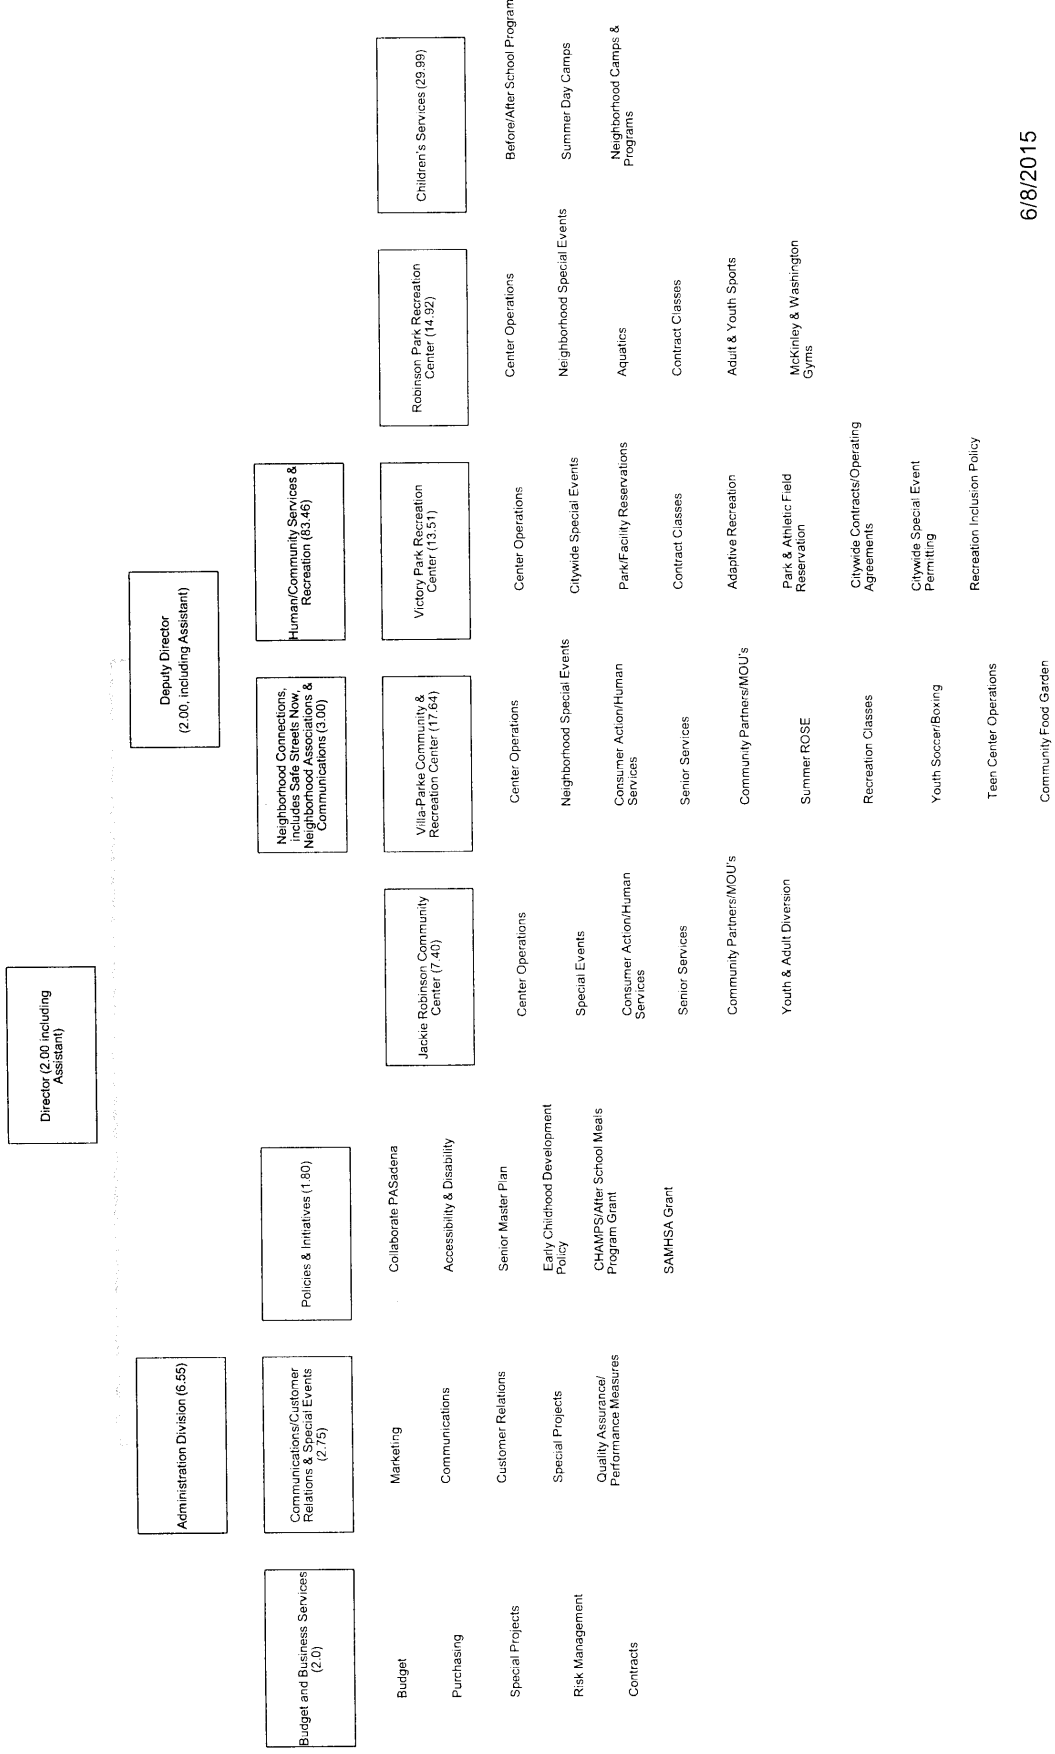 Director (2.00 including
Assistant)
Administration Division (6.55)
Deputy Director
(2.00, including Assistant)
Budget and Business Services
(2.0)
Communications/Customer
Relations & Special Events
(2.75)
Policies & Initiatives (1.80)
Neighborhood Connections,
includes Safe Streets Now,
Neighborhood Associations &
Communications (3.00)
Human/Community Services &
Recreation (83.46)
Budget
Purchasing
Special Projects
Risk Management
Contracts
Marketing
Communications
Customer Relations
Special Projects
Quality Assurance/
Performance Measures
Collaborate PASadena
Accessibility & Disability
Senior Master Plan
Early Childhood Development
Policy
CHAMPS/After School Meals
Program Grant
SAMHSA Grant
Jackie Robinson Community
Center (7.40)
Center Operations
Special Events
Consumer Action/Human
Services
Senior Services
Community Partners/MOU's
Youth & Adult Diversion
Villa-Parke Community &
Recreation Center (17.64)
Center Operations
Neighborhood Special Events
Consumer Action/Human
Services
Senior Services
Community Partners/MOU's
Summer ROSE
Recreation Classes
Youth Soccer/Boxing
Teen Center Operations
Community Food Garden
Victory Park Recreation
Center (13.51)
Center Operations
Citywide Special Events
Park/Facility Reservations
Contract Classes
Adaptive Recreation
Park & Athletic Field
Reservation
Citywide Contracts/Operating
Agreements
Citywide Special Event
Permitting
Recreation Inclusion Policy
Robinson Park Recreation
Center (14.92)
Center Operations
Neighborhood Special Events
Aquatics
Contract Classes
Adult & Youth Sports
McKinley & Washington
Gyms
Children's Services (29.99)
Before/After School Program
Summer Day Camps
Neighborhood Camps &
Programs
6/8/2015